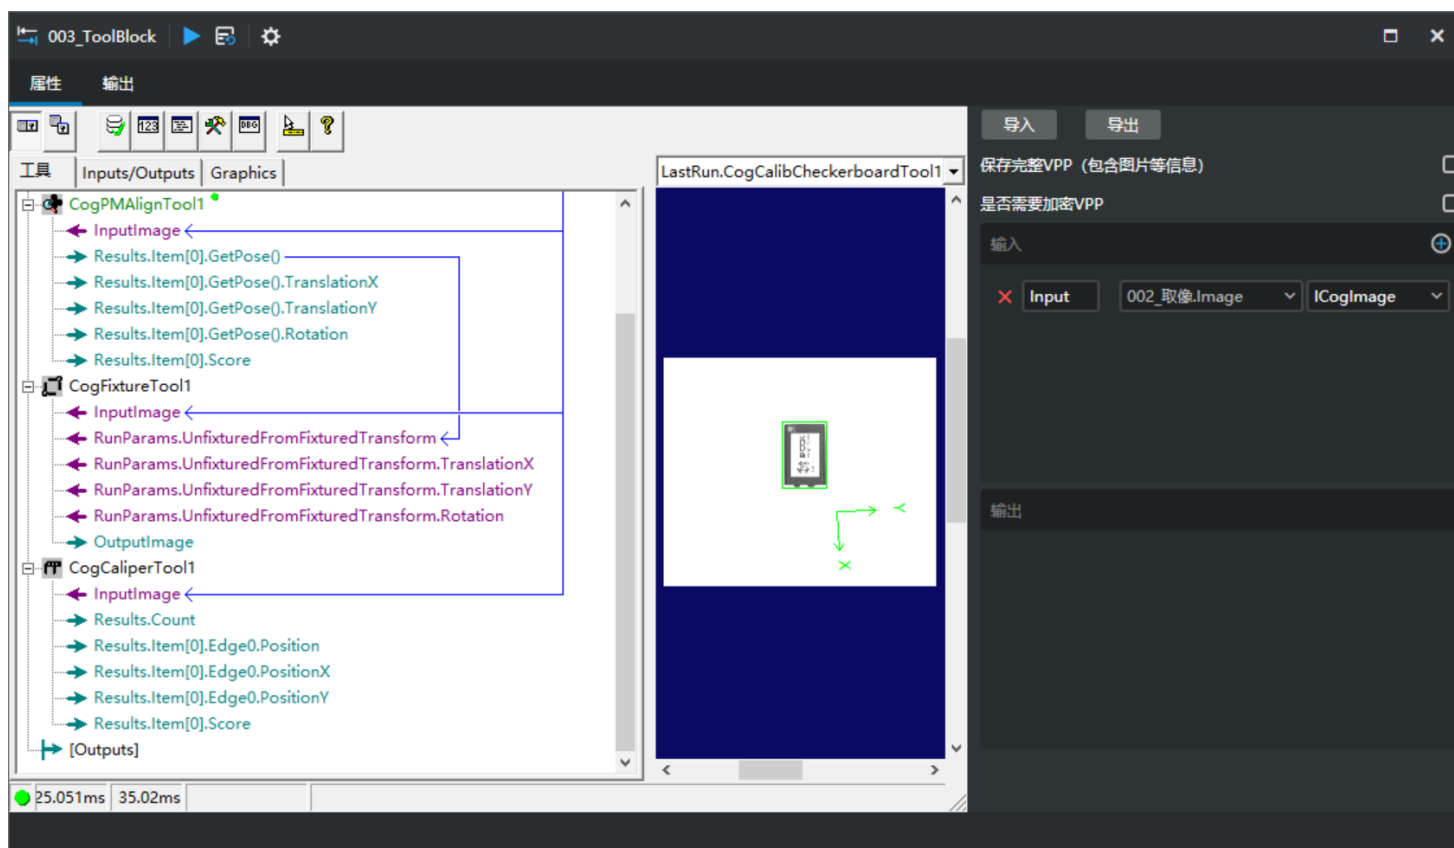 003_ToolBlock
属性 输出
工具 Inputs/Outputs Graphics
CogPMAlignTool1
InputImage
Results.Item[0].GetPose()
Results.Item[0].GetPose().TranslationX
Results.Item[0].GetPose().TranslationY
Results.Item[0].GetPose().Rotation
Results.Item[0].Score
CogFixtureTool1
InputImage
RunParams.UnfixturedFromFixturedTransform
RunParams.UnfixturedFromFixturedTransform.TranslationX
RunParams.UnfixturedFromFixturedTransform.TranslationY
RunParams.UnfixturedFromFixturedTransform.Rotation
OutputImage
CogCaliperTool1
InputImage
Results.Count
Results.Item[0].Edge0.Position
Results.Item[0].Edge0.PositionX
Results.Item[0].Edge0.PositionY
Results.Item[0].Score
[Outputs]
25.051ms 35.02ms
LastRun.CogCalibCheckerboardTool1
Y
X
导入 导出
保存完整VPP（包含图片等信息）
是否需要加密VPP
输入
Input 002_取像.Image ICogImage
输出